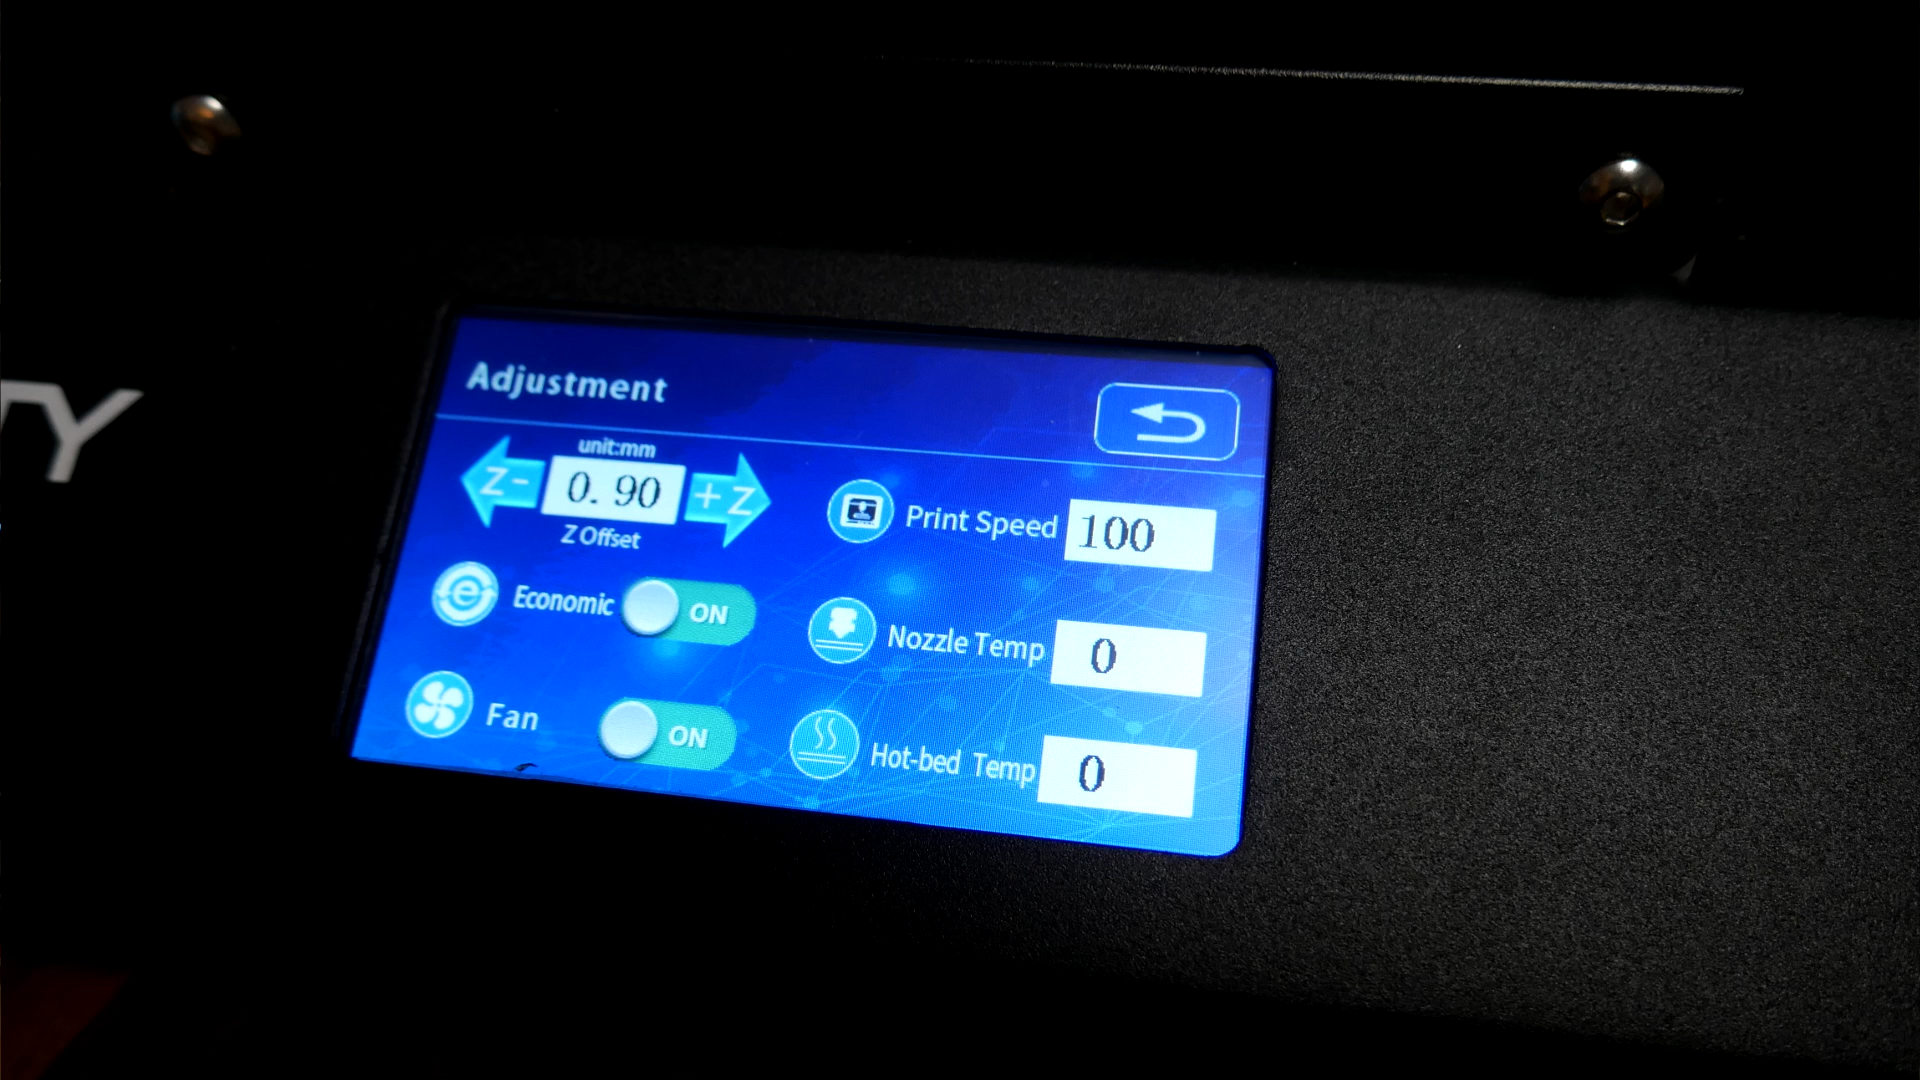 TY
Adjustment
unit:mm
Z- 0.90 +Z
Z Offset
Print Speed 100
Economic ON
Nozzle Temp 0
Fan ON
Hot-bed Temp 0